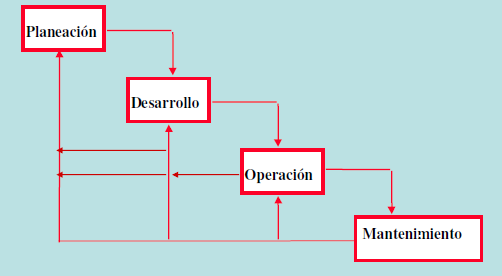 Planeación
Desarrollo
Operación
Mantenimiento